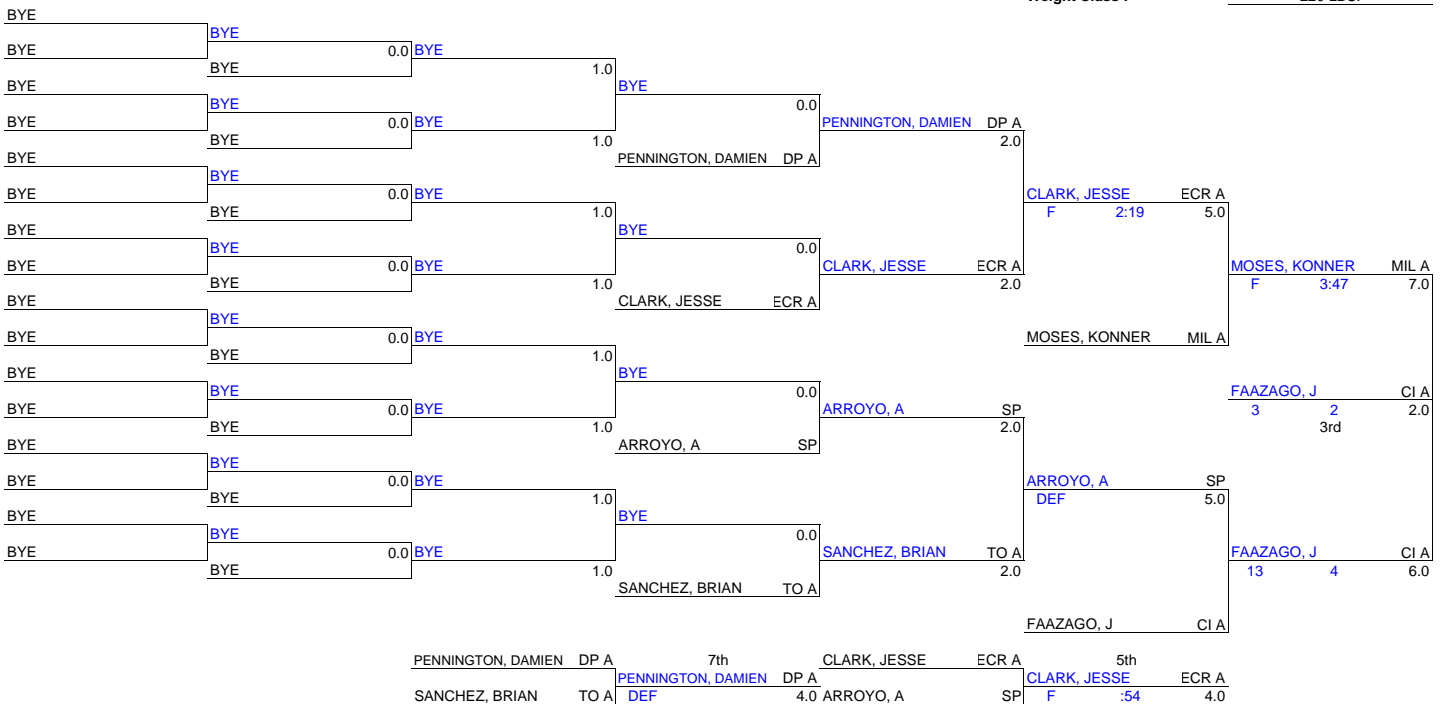 BYE
BYE
BYE
0.0 BYE
BYE
1.0
BYE
BYE
BYE
0.0
BYE
0.0 BYE
PENNINGTON, DAMIEN DP A
BYE
1.0
2.0
BYE
PENNINGTON, DAMIEN DP A
BYE
BYE
0.0 BYE
CLARK, JESSE ECR A
BYE
1.0
F 2:19 5.0
BYE
BYE
BYE
0.0
BYE
0.0 BYE
CLARK, JESSE ECR A
MOSES, KONNER MIL A
BYE
1.0
2.0
F 3:47 7.0
BYE
CLARK, JESSE ECR A
BYE
BYE
0.0 BYE
MOSES, KONNER MIL A
BYE
1.0
BYE
BYE
BYE
0.0
FAAZAGO, J CI A
BYE
0.0 BYE
ARROYO, A SP
3 2 2.0
BYE
1.0
2.0
3rd
BYE
ARROYO, A SP
BYE
BYE
0.0 BYE
ARROYO, A SP
BYE
1.0
DEF 5.0
BYE
BYE
BYE
0.0
BYE
0.0 BYE
SANCHEZ, BRIAN TO A
FAAZAGO, J CI A
BYE
1.0
2.0
13 4 6.0
SANCHEZ, BRIAN TO A
FAAZAGO, J CI A
PENNINGTON, DAMIEN DP A 7th CLARK, JESSE ECR A 5th
PENNINGTON, DAMIEN DP A CLARK, JESSE ECR A
SANCHEZ, BRIAN TO A DEF 4.0 ARROYO, A SP F :54 4.0